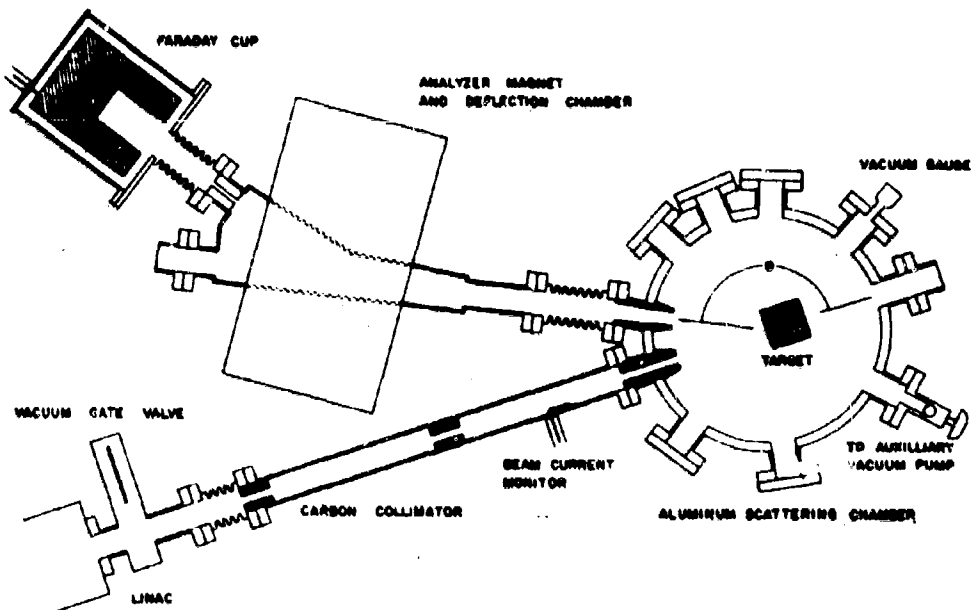 FARADAY CUP
ANALYZER MAGNET
AND DEFLECTION CHAMBER
VACUUM GAUGE
TARGET
VACUUM GATE VALVE
TO AUXILLIARY
VACUUM PUMP
BEAM CURRENT
MONITOR
CARBON COLLIMATOR
ALUMINUM SCATTERING CHAMBER
LINAC